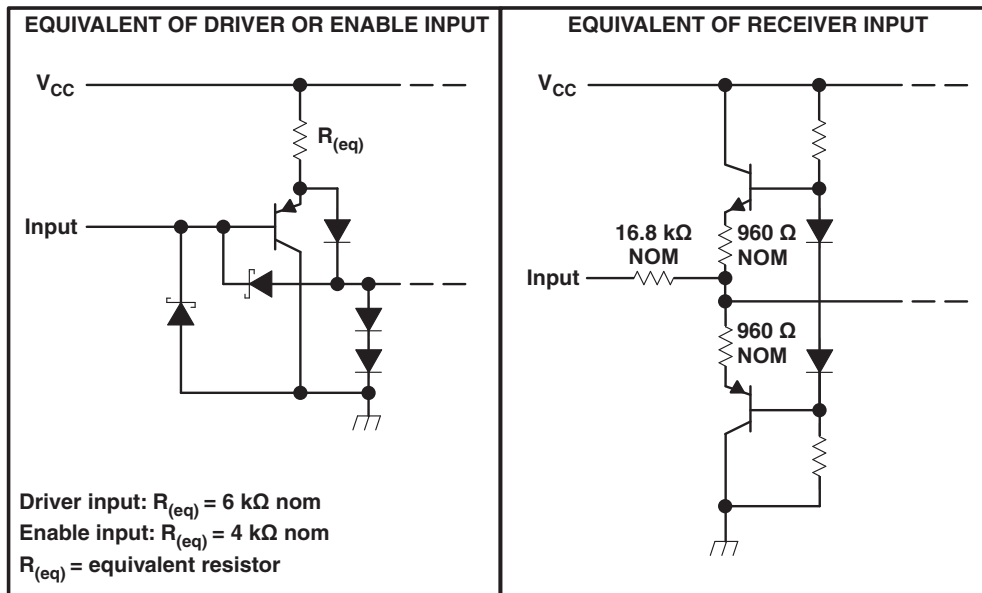 EQUIVALENT OF DRIVER OR ENABLE INPUT
VCC
R(eq)
Input
Driver input: R(eq) = 6 kΩ nom
Enable input: R(eq) = 4 kΩ nom
R(eq) = equivalent resistor
EQUIVALENT OF RECEIVER INPUT
VCC
16.8 kΩ
NOM
960 Ω
NOM
Input
960 Ω
NOM